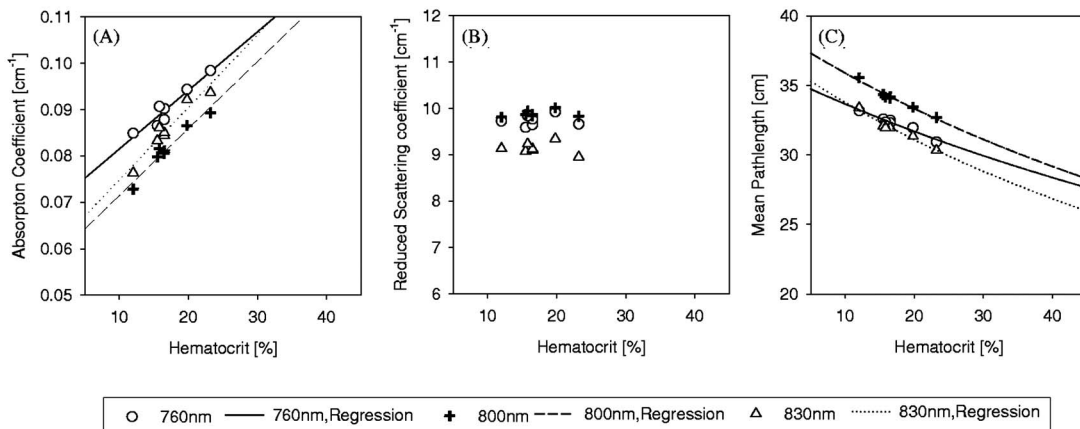 (A)
Absorpton Coefficient [cm-1]
0.11
0.10
0.09
0.08
0.07
0.06
0.05
10 20 30 40
Hematocrit [%]
(B)
Reduced Scattering coefficient [cm-1]
12
11
10
9
8
7
6
10 20 30 40
Hematocrit [%]
(C)
Mean Pathlength [cm]
40
35
30
25
20
10 20 30 40
Hematocrit [%]
760nm 760nm,Regression 800nm 800nm,Regression 830nm 830nm,Regression